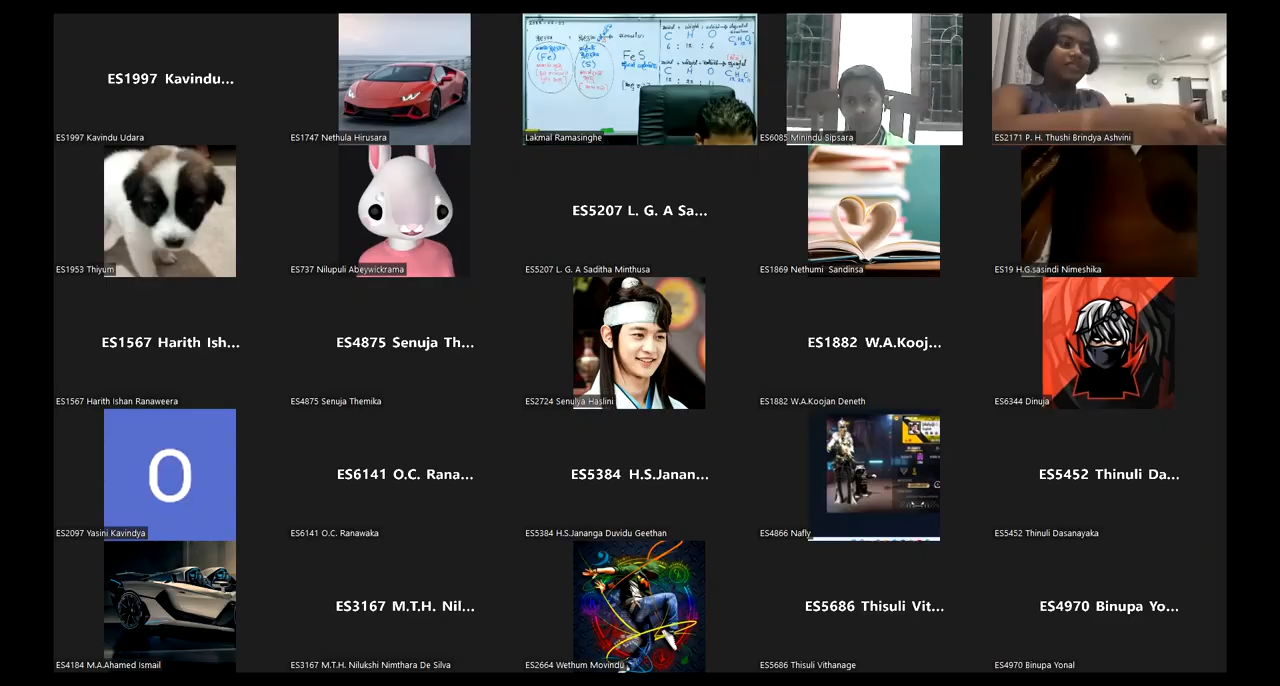 ES1997 Kavindu...
ES1997 Kavindu Udara
ES1747 Nethula Hirusara
FeS
(Fe)
(S)
C H O
6 : 12 : 6
Lakmal Ramasinghe
ES6085 Minindu Sipsara
ES2171 P. H. Thushi Brindya Ashvini
ES1953 Thiyum
ES737 Nilupuli Abeywickrama
ES5207 L. G. A Sa...
ES5207 L. G. A Saditha Minthusa
ES1869 Nethumi Sandinsa
ES19 H.G.sasindi Nimeshika
ES1567 Harith Ish...
ES1567 Harith Ishan Ranaweera
ES4875 Senuja Th...
ES4875 Senuja Themika
ES2724 Senulya Haslini
ES1882 W.A.Kooj...
ES1882 W.A.Koojan Deneth
ES6344 Dinuja
O
ES2097 Yasini Kavindya
ES6141 O.C. Rana...
ES6141 O.C. Ranawaka
ES5384 H.S.Janan...
ES5384 H.S.Jananga Duvidu Geethan
ES4866 Nafly
ES5452 Thinuli Da...
ES5452 Thinuli Dasanayaka
ES4184 M.A.Ahamed Ismail
ES3167 M.T.H. Nil...
ES3167 M.T.H. Nilukshi Nimthara De Silva
ES2664 Wethum Movindu
ES5686 Thisuli Vit...
ES5686 Thisuli Vithanage
ES4970 Binupa Yo...
ES4970 Binupa Yonal